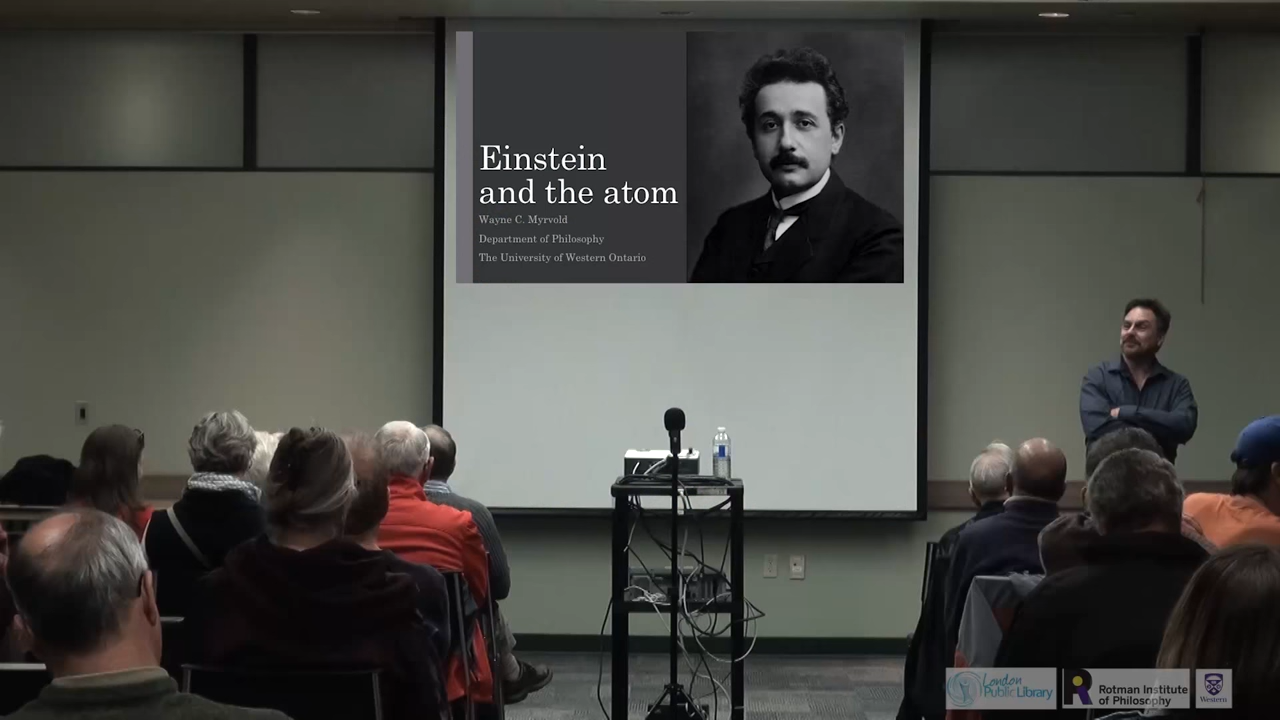 Einstein
and the atom
Wayne C. Myrvold
Department of Philosophy
The University of Western Ontario
London
Public Library
Rotman Institute
of Philosophy
Western